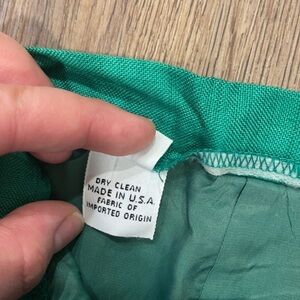 DRY CLEAN
MADE IN U.S.A.
FABRIC OF
IMPORTED ORIGIN